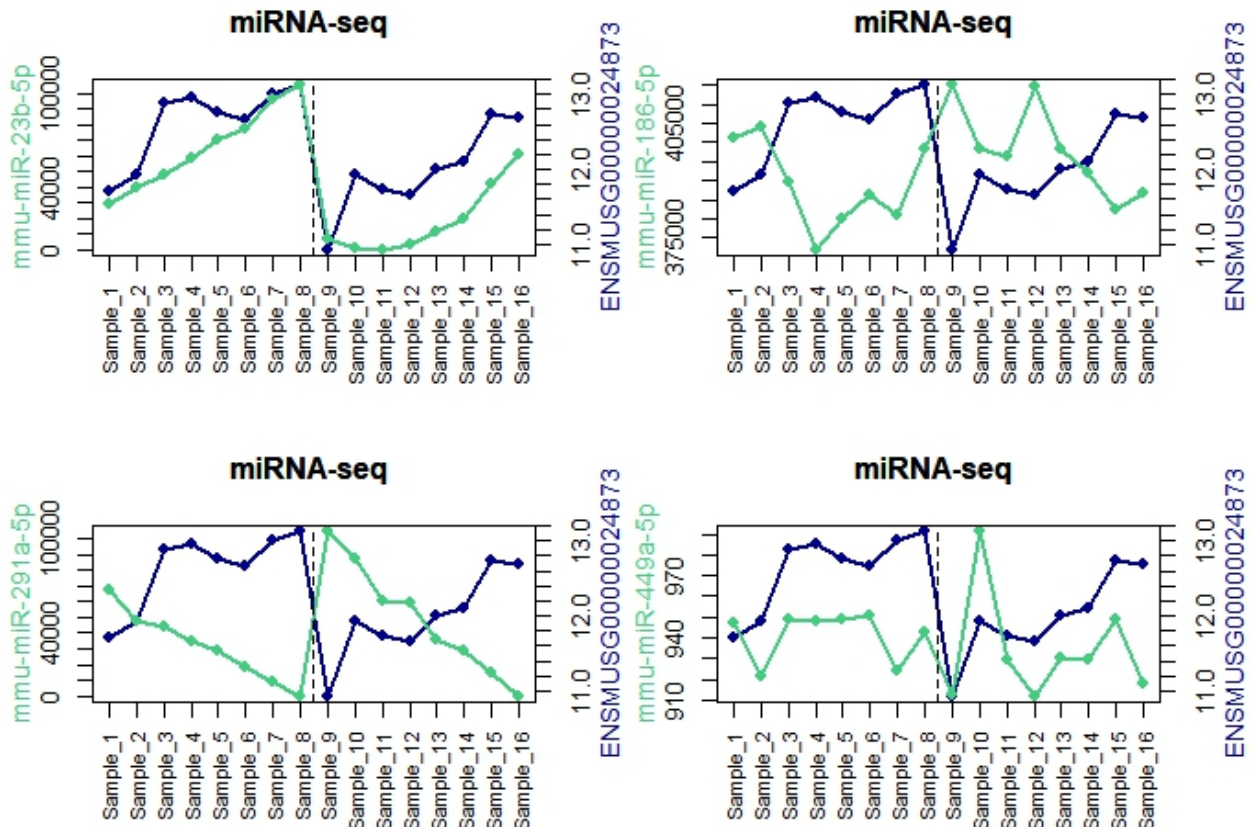 miRNA-seq
mmu-miR-23b-5p
0 40000 100000
11.0 12.0 13.0
ENSMUSG00000024873
Sample_1
Sample_2
Sample_3
Sample_4
Sample_5
Sample_6
Sample_7
Sample_8
Sample_9
Sample_10
Sample_11
Sample_12
Sample_13
Sample_14
Sample_15
Sample_16
miRNA-seq
mmu-miR-186-5p
375000 405000
11.0 12.0 13.0
ENSMUSG00000024873
Sample_1
Sample_2
Sample_3
Sample_4
Sample_5
Sample_6
Sample_7
Sample_8
Sample_9
Sample_10
Sample_11
Sample_12
Sample_13
Sample_14
Sample_15
Sample_16
miRNA-seq
mmu-miR-291a-5p
0 40000 100000
11.0 12.0 13.0
ENSMUSG00000024873
Sample_1
Sample_2
Sample_3
Sample_4
Sample_5
Sample_6
Sample_7
Sample_8
Sample_9
Sample_10
Sample_11
Sample_12
Sample_13
Sample_14
Sample_15
Sample_16
miRNA-seq
mmu-miR-449a-5p
910 940 970
11.0 12.0 13.0
ENSMUSG00000024873
Sample_1
Sample_2
Sample_3
Sample_4
Sample_5
Sample_6
Sample_7
Sample_8
Sample_9
Sample_10
Sample_11
Sample_12
Sample_13
Sample_14
Sample_15
Sample_16